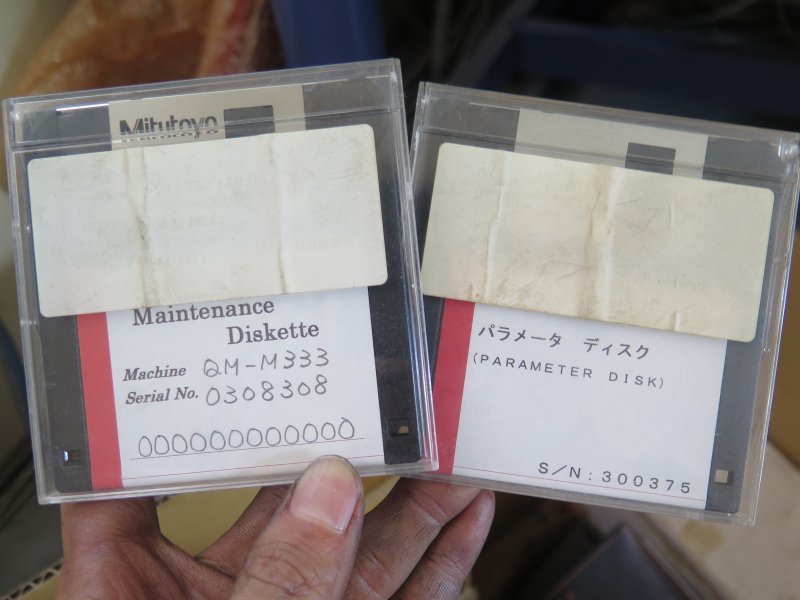 Mitutoyo
Maintenance
Diskette
Machine QM-M333
Serial No. 0308308
000000000000
パラメータ ディスク
(PARAMETER DISK)
S/N:300375